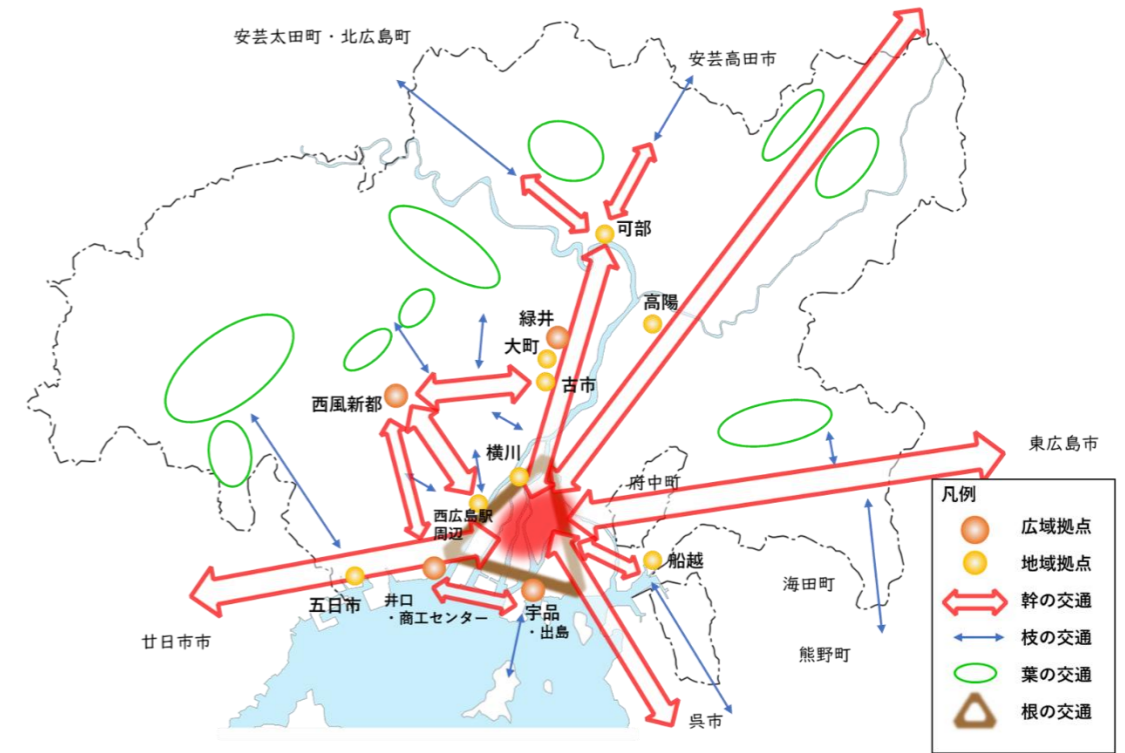 安芸太田町・北広島町
安芸高田市
可部
高陽
緑井
大町
古市
西風新都
横川
府中町
東広島市
西広島駅
周辺
船越
海田町
五日市
井口
・商工センター
宇品
・出島
廿日市市
熊野町
呉市
凡例
広域拠点
地域拠点
幹の交通
枝の交通
葉の交通
根の交通